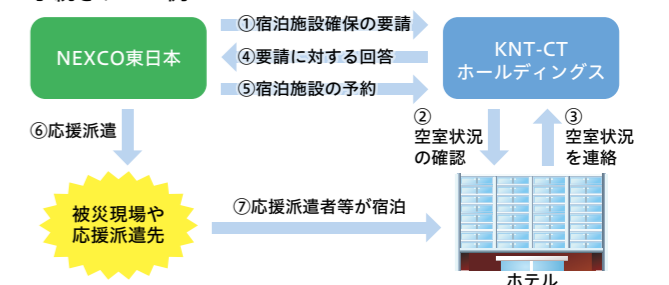 ①宿泊施設確保の要請
NEXCO東日本
④要請に対する回答
KNT-CT
ホールディングス
⑤宿泊施設の予約
⑥応援派遣
②
空室状況
の確認
③
空室状況
を連絡
被災現場や
応援派遣先
⑦応援派遣者等が宿泊
ホテル